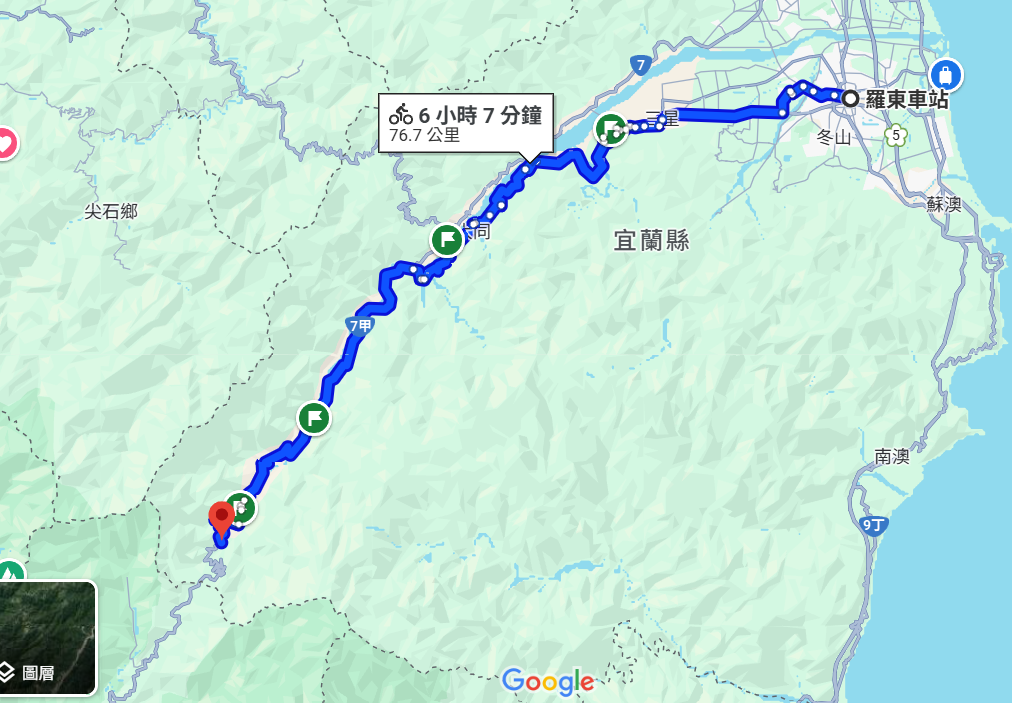 7
6 小時 7 分鐘
76.7 公里
羅東車站
三星
冬山
5
蘇澳
尖石鄉
大同
宜蘭縣
7甲
南澳
9丁
圖層
Google